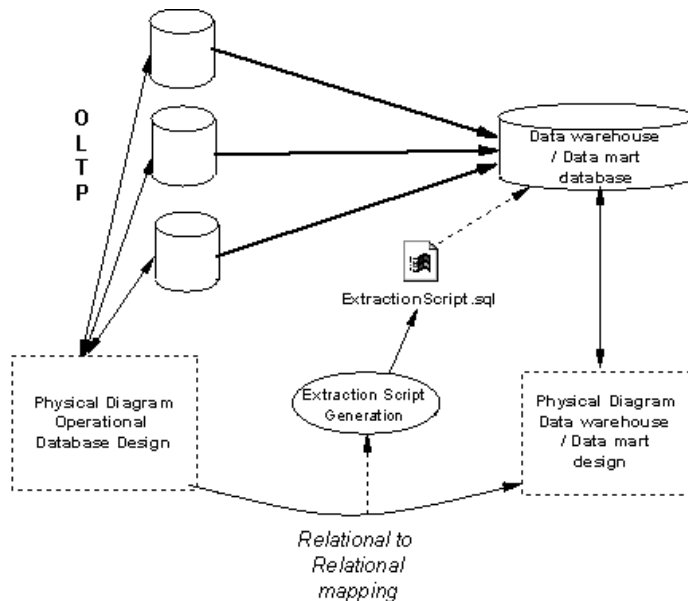 OLTP
Data warehouse
/ Data mart
database
ExtractionScript.sql
Physical Diagram
Operational
Database Design
Extraction Script
Generation
Physical Diagram
Data warehouse
/ Data mart
design
Relational to
Relational
mapping